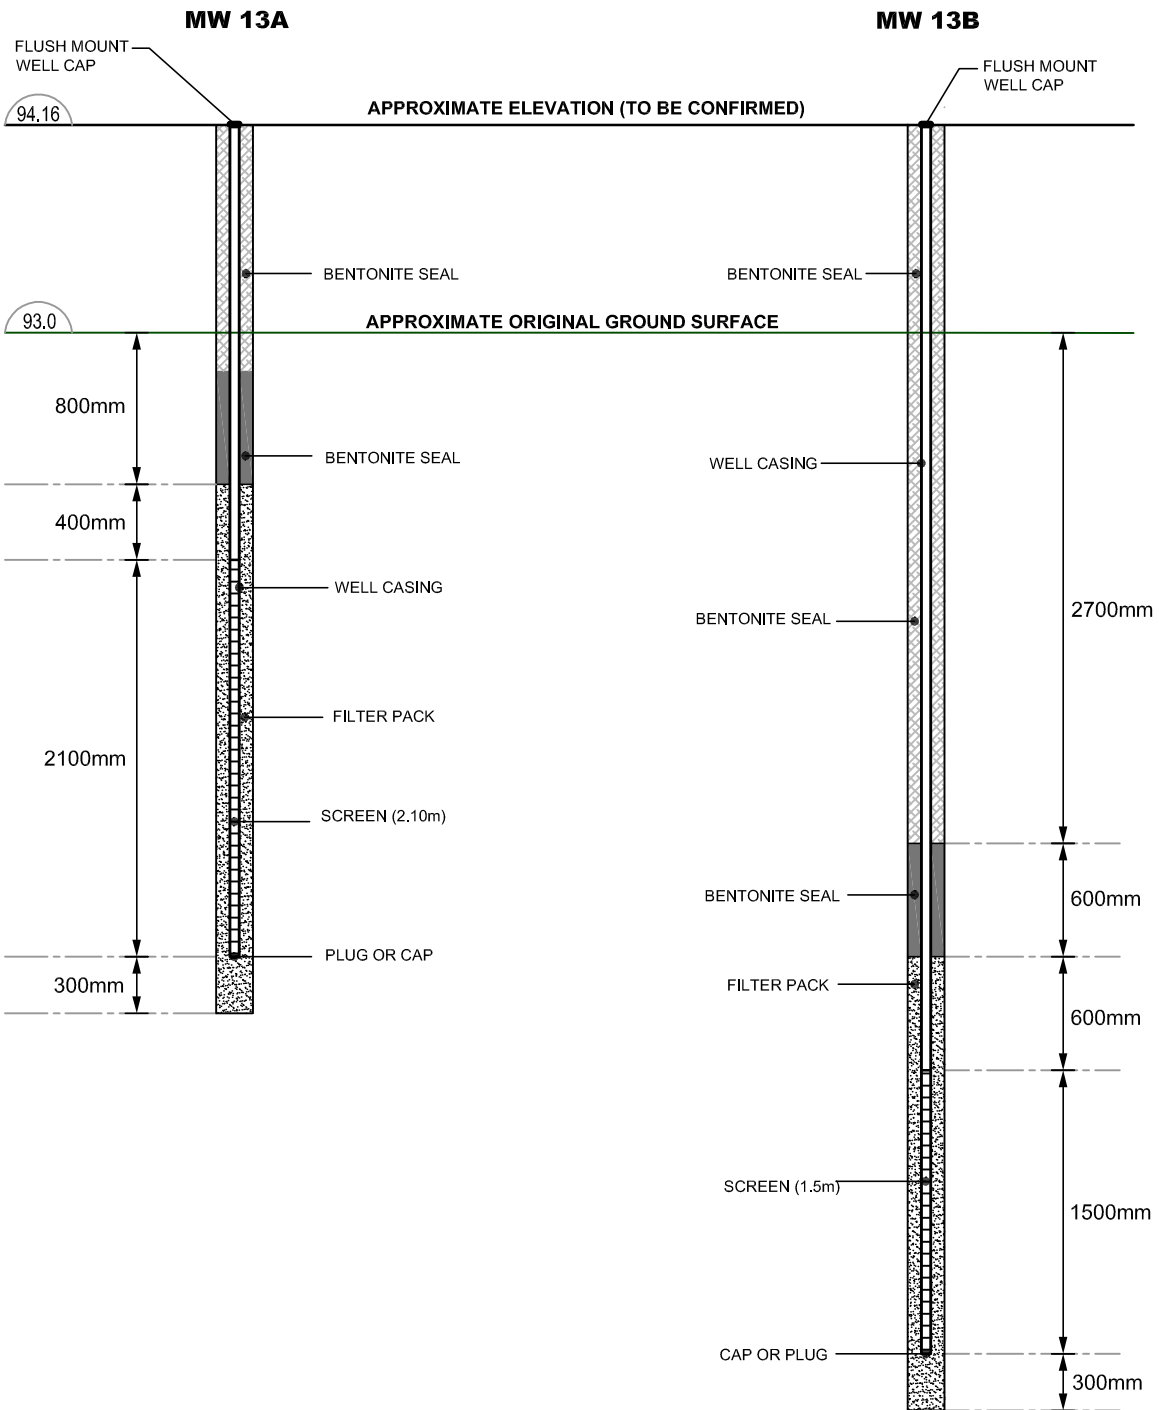 MW 13A
MW 13B
FLUSH MOUNT
WELL CAP
FLUSH MOUNT
WELL CAP
94.16
APPROXIMATE ELEVATION (TO BE CONFIRMED)
BENTONITE SEAL
BENTONITE SEAL
93.0
APPROXIMATE ORIGINAL GROUND SURFACE
800mm
BENTONITE SEAL
WELL CASING
400mm
WELL CASING
2700mm
BENTONITE SEAL
FILTER PACK
2100mm
SCREEN (2.10m)
BENTONITE SEAL
600mm
PLUG OR CAP
300mm
FILTER PACK
600mm
SCREEN (1.5m)
1500mm
CAP OR PLUG
300mm